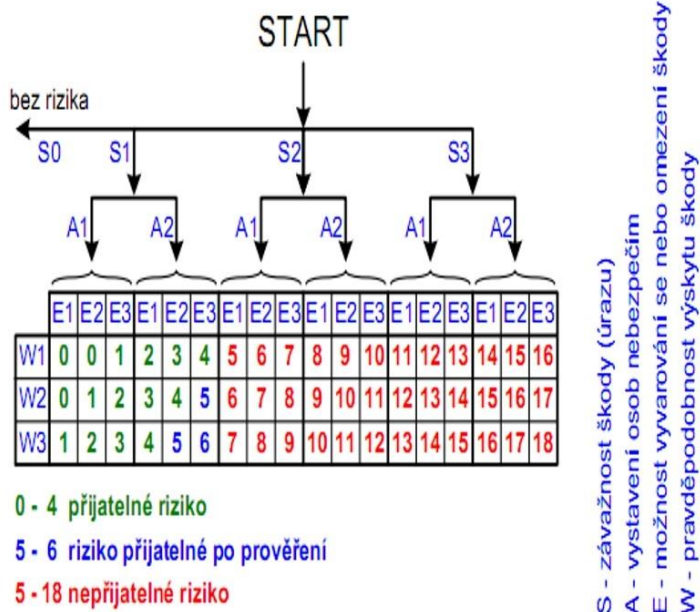 START
bez rizika
S0 S1 S2 S3
A1 A2 A1 A2 A1 A2
E1 E2 E3 E1 E2 E3 E1 E2 E3 E1 E2 E3 E1 E2 E3 E1 E2 E3
W1 0 0 1 2 3 4 5 6 7 8 9 10 11 12 13 14 15 16
W2 0 1 2 3 4 5 6 7 8 9 10 11 12 13 14 15 16 17
W3 1 2 3 4 5 6 7 8 9 10 11 12 13 14 15 16 17 18
0 - 4 přijatelné riziko
5 - 6 riziko přijatelné po prověření
5 - 18 nepřijatelné riziko
S - závažnost škody (úrazu)
A - vystavení osob nebezpečím
E - možnost vyvarování se nebo omezení škody
W - pravděpodobnost výskytu škody